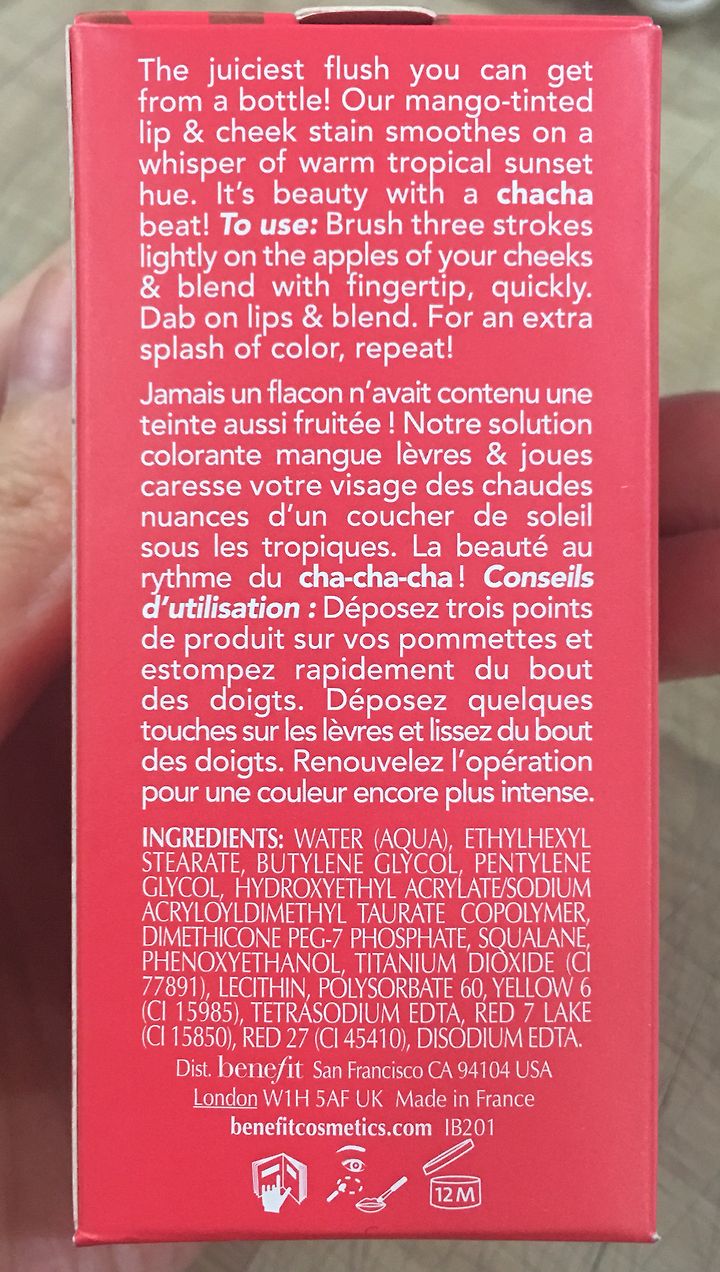 The juiciest flush you can get
from a bottle! Our mango-tinted
lip & cheek stain smoothes on a
whisper of warm tropical sunset
hue. It's beauty with a chacha
beat! To use: Brush three strokes
lightly on the apples of your cheeks
& blend with fingertip, quickly.
Dab on lips & blend. For an extra
splash of color, repeat!
Jamais un flacon n'avait contenu une
teinte aussi fruitée ! Notre solution
colorante mangue lèvres & joues
caresse votre visage des chaudes
nuances d'un coucher de soleil
sous les tropiques. La beauté au
rythme du cha-cha-cha ! Conseils
d'utilisation : Déposez trois points
de produit sur vos pommettes et
estompez rapidement du bout
des doigts. Déposez quelques
touches sur les lèvres et lissez du bout
des doigts. Renouvelez l'opération
pour une couleur encore plus intense.
INGREDIENTS: WATER (AQUA), ETHYLHEXYL
STEARATE, BUTYLENE GLYCOL, PENTYLENE
GLYCOL, HYDROXYETHYL ACRYLATE/SODIUM
ACRYLOYLDIMETHYL TAURATE COPOLYMER,
DIMETHICONE PEG-7 PHOSPHATE, SQUALANE,
PHENOXYETHANOL, TITANIUM DIOXIDE (CI
77891), LECITHIN, POLYSORBATE 60, YELLOW 6
(CI 15985), TETRASODIUM EDTA, RED 7 LAKE
(CI 15850), RED 27 (CI 45410), DISODIUM EDTA.
Dist. benefit San Francisco CA 94104 USA
London W1H 5AF UK Made in France
benefitcosmetics.com IB201
12M